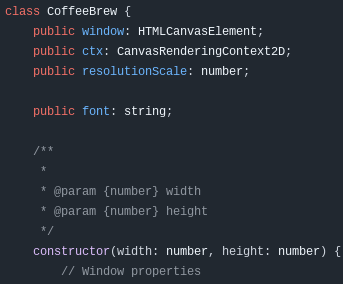 class CoffeeBrew {
    public window: HTMLCanvasElement;
    public ctx: CanvasRenderingContext2D;
    public resolutionScale: number;

    public font: string;

    /**
     *
     * @param {number} width
     * @param {number} height
     */
    constructor(width: number, height: number) {
        // Window properties